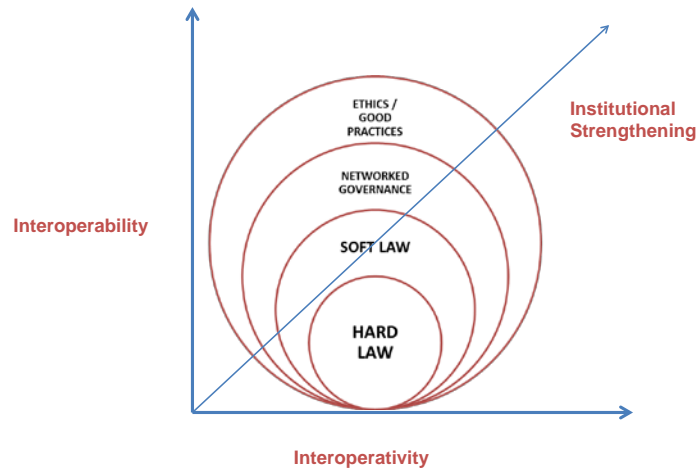 ETHICS /
GOOD
PRACTICES
Institutional
Strengthening
NETWORKED
GOVERNANCE
Interoperability
SOFT LAW
HARD
LAW
Interoperativity